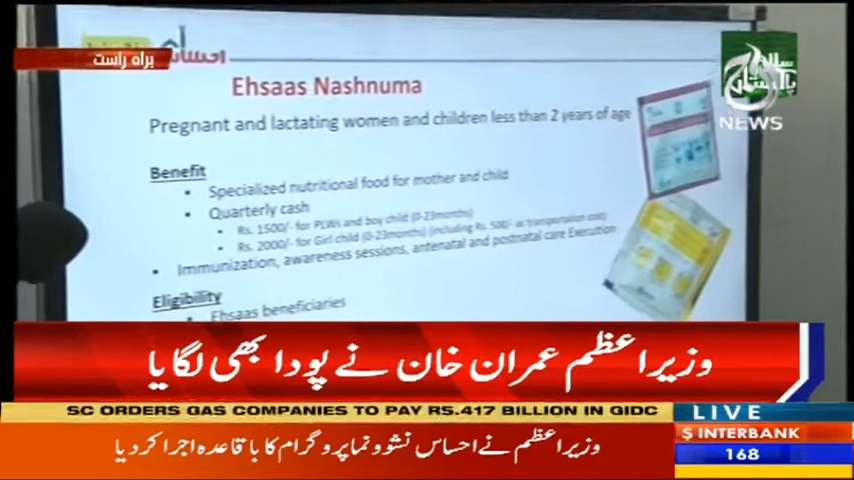 براہ راست
احساس
سلام
پاکستان
NEWS
Ehsaas Nashnuma
Pregnant and lactating women and children less than 2 years of age
Benefit
• Specialized nutritional food for mother and child
• Quarterly cash
• Rs. 1500/- for PLWs and boy child (0-23months)
• Rs. 2000/- for Girl child (0-23months) (including Rs. 500/- as transportation cost)
• Immunization, awareness sessions, antenatal and postnatal care Execution
Eligibility
• Ehsaas beneficiaries
وزیراعظم عمران خان نے پودا بھی لگایا
SC ORDERS GAS COMPANIES TO PAY RS.417 BILLION IN GIDC
LIVE
وزیراعظم نے احساس نشوونما پروگرام کا باقاعدہ اجرا کردیا
$ INTERBANK
168